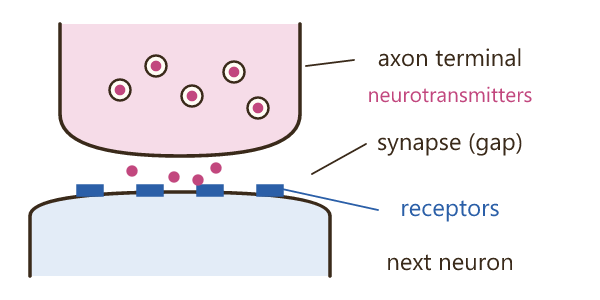 axon terminal
neurotransmitters
synapse (gap)
receptors
next neuron